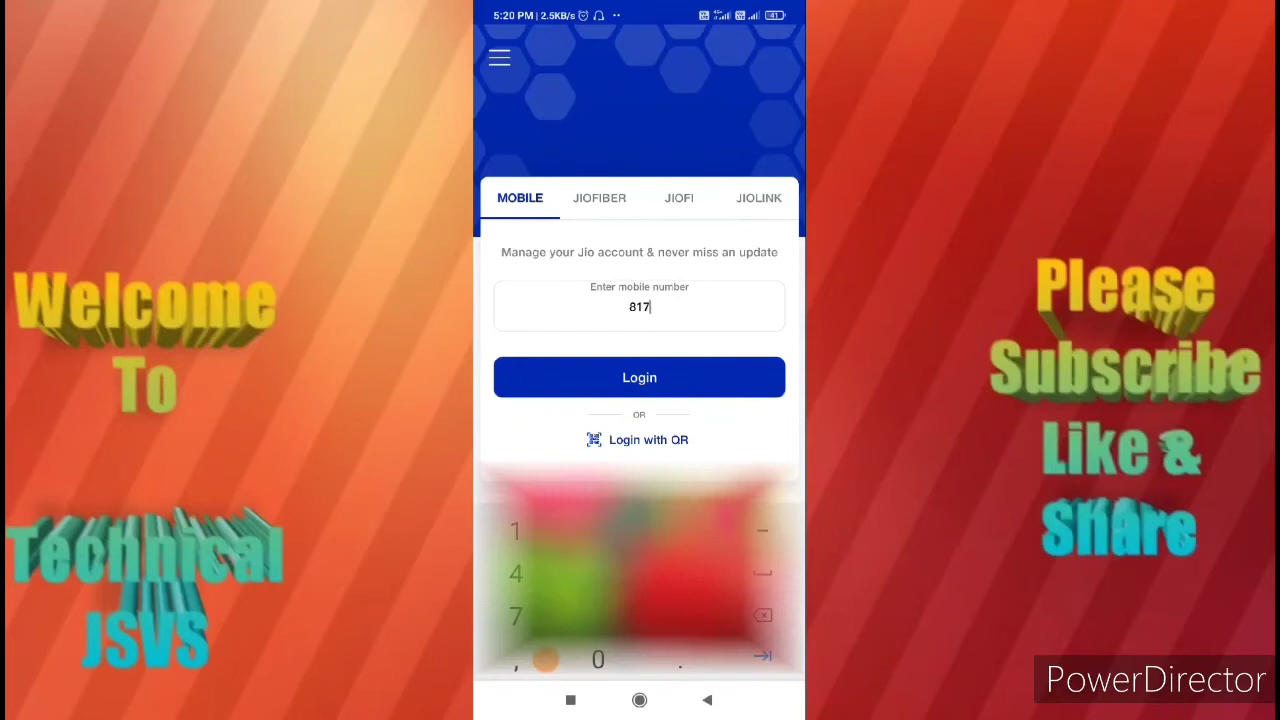 5:20 PM | 2.5KB/s
41
MOBILE JIOFIBER JIOFI JIOLINK
Manage your Jio account & never miss an update
Enter mobile number
817
Login
OR
Login with QR
1 -
4
7
, 0 .
Welcome
To
Technical
JSVS
Please
Subscribe
Like &
Share
PowerDirector